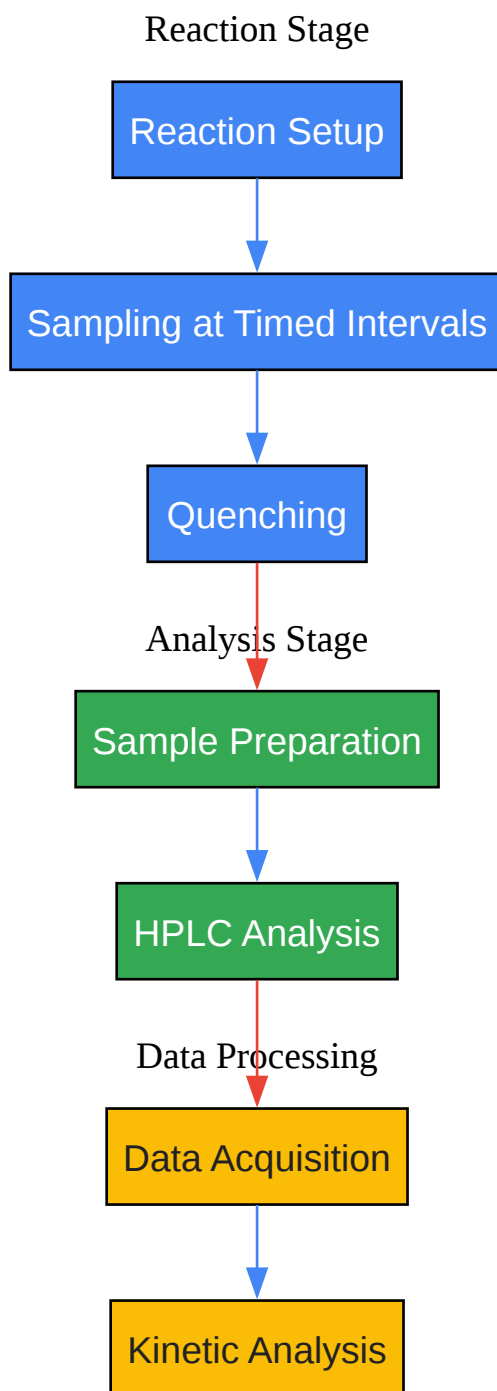 Reaction Stage
Reaction Setup
Sampling at Timed Intervals
Quenching
Analysis Stage
Sample Preparation
HPLC Analysis
Data Processing
Data Acquisition
Kinetic Analysis